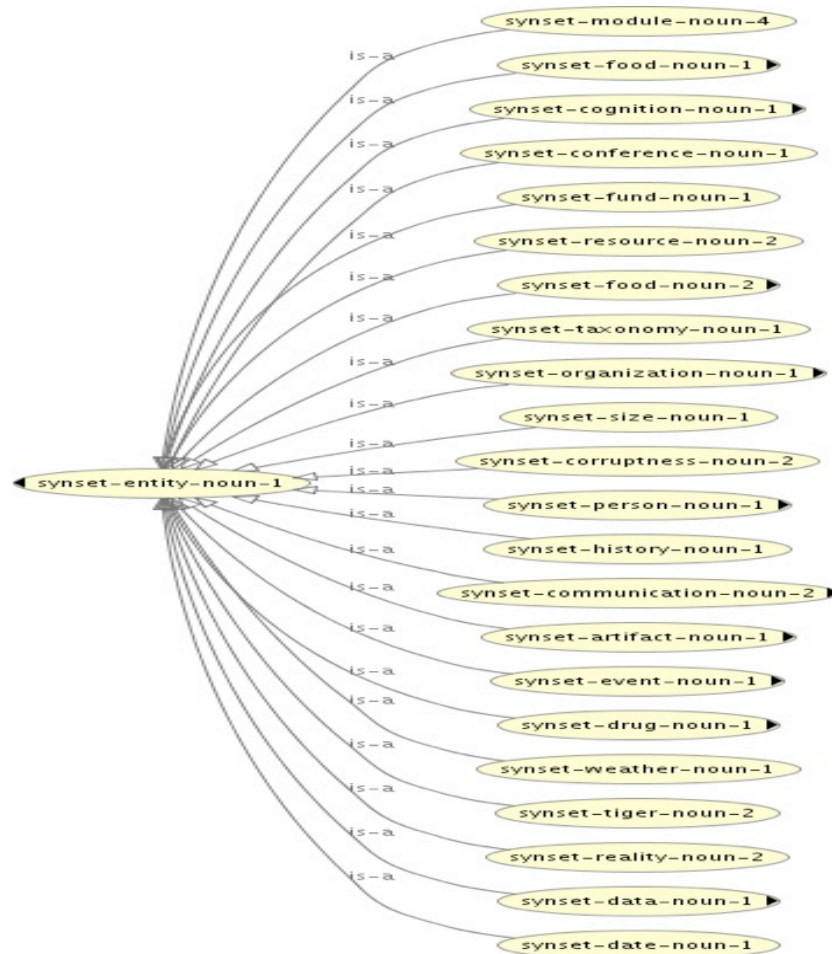 synset-module-noun-4
is-a
synset-food-noun-1
is-a
synset-cognition-noun-1
is-a
synset-conference-noun-1
is-a
synset-fund-noun-1
is-a
synset-resource-noun-2
is-a
synset-food-noun-2
is-a
synset-taxonomy-noun-1
is-a
synset-organization-noun-1
is-a
synset-size-noun-1
is-a
synset-corruptness-noun-2
is-a
synset-entity-noun-1
is-a
synset-person-noun-1
is-a
synset-history-noun-1
is-a
synset-communication-noun-2
is-a
synset-artifact-noun-1
is-a
synset-event-noun-1
is-a
synset-drug-noun-1
is-a
synset-weather-noun-1
is-a
synset-tiger-noun-2
is-a
synset-reality-noun-2
is-a
synset-data-noun-1
is-a
synset-date-noun-1